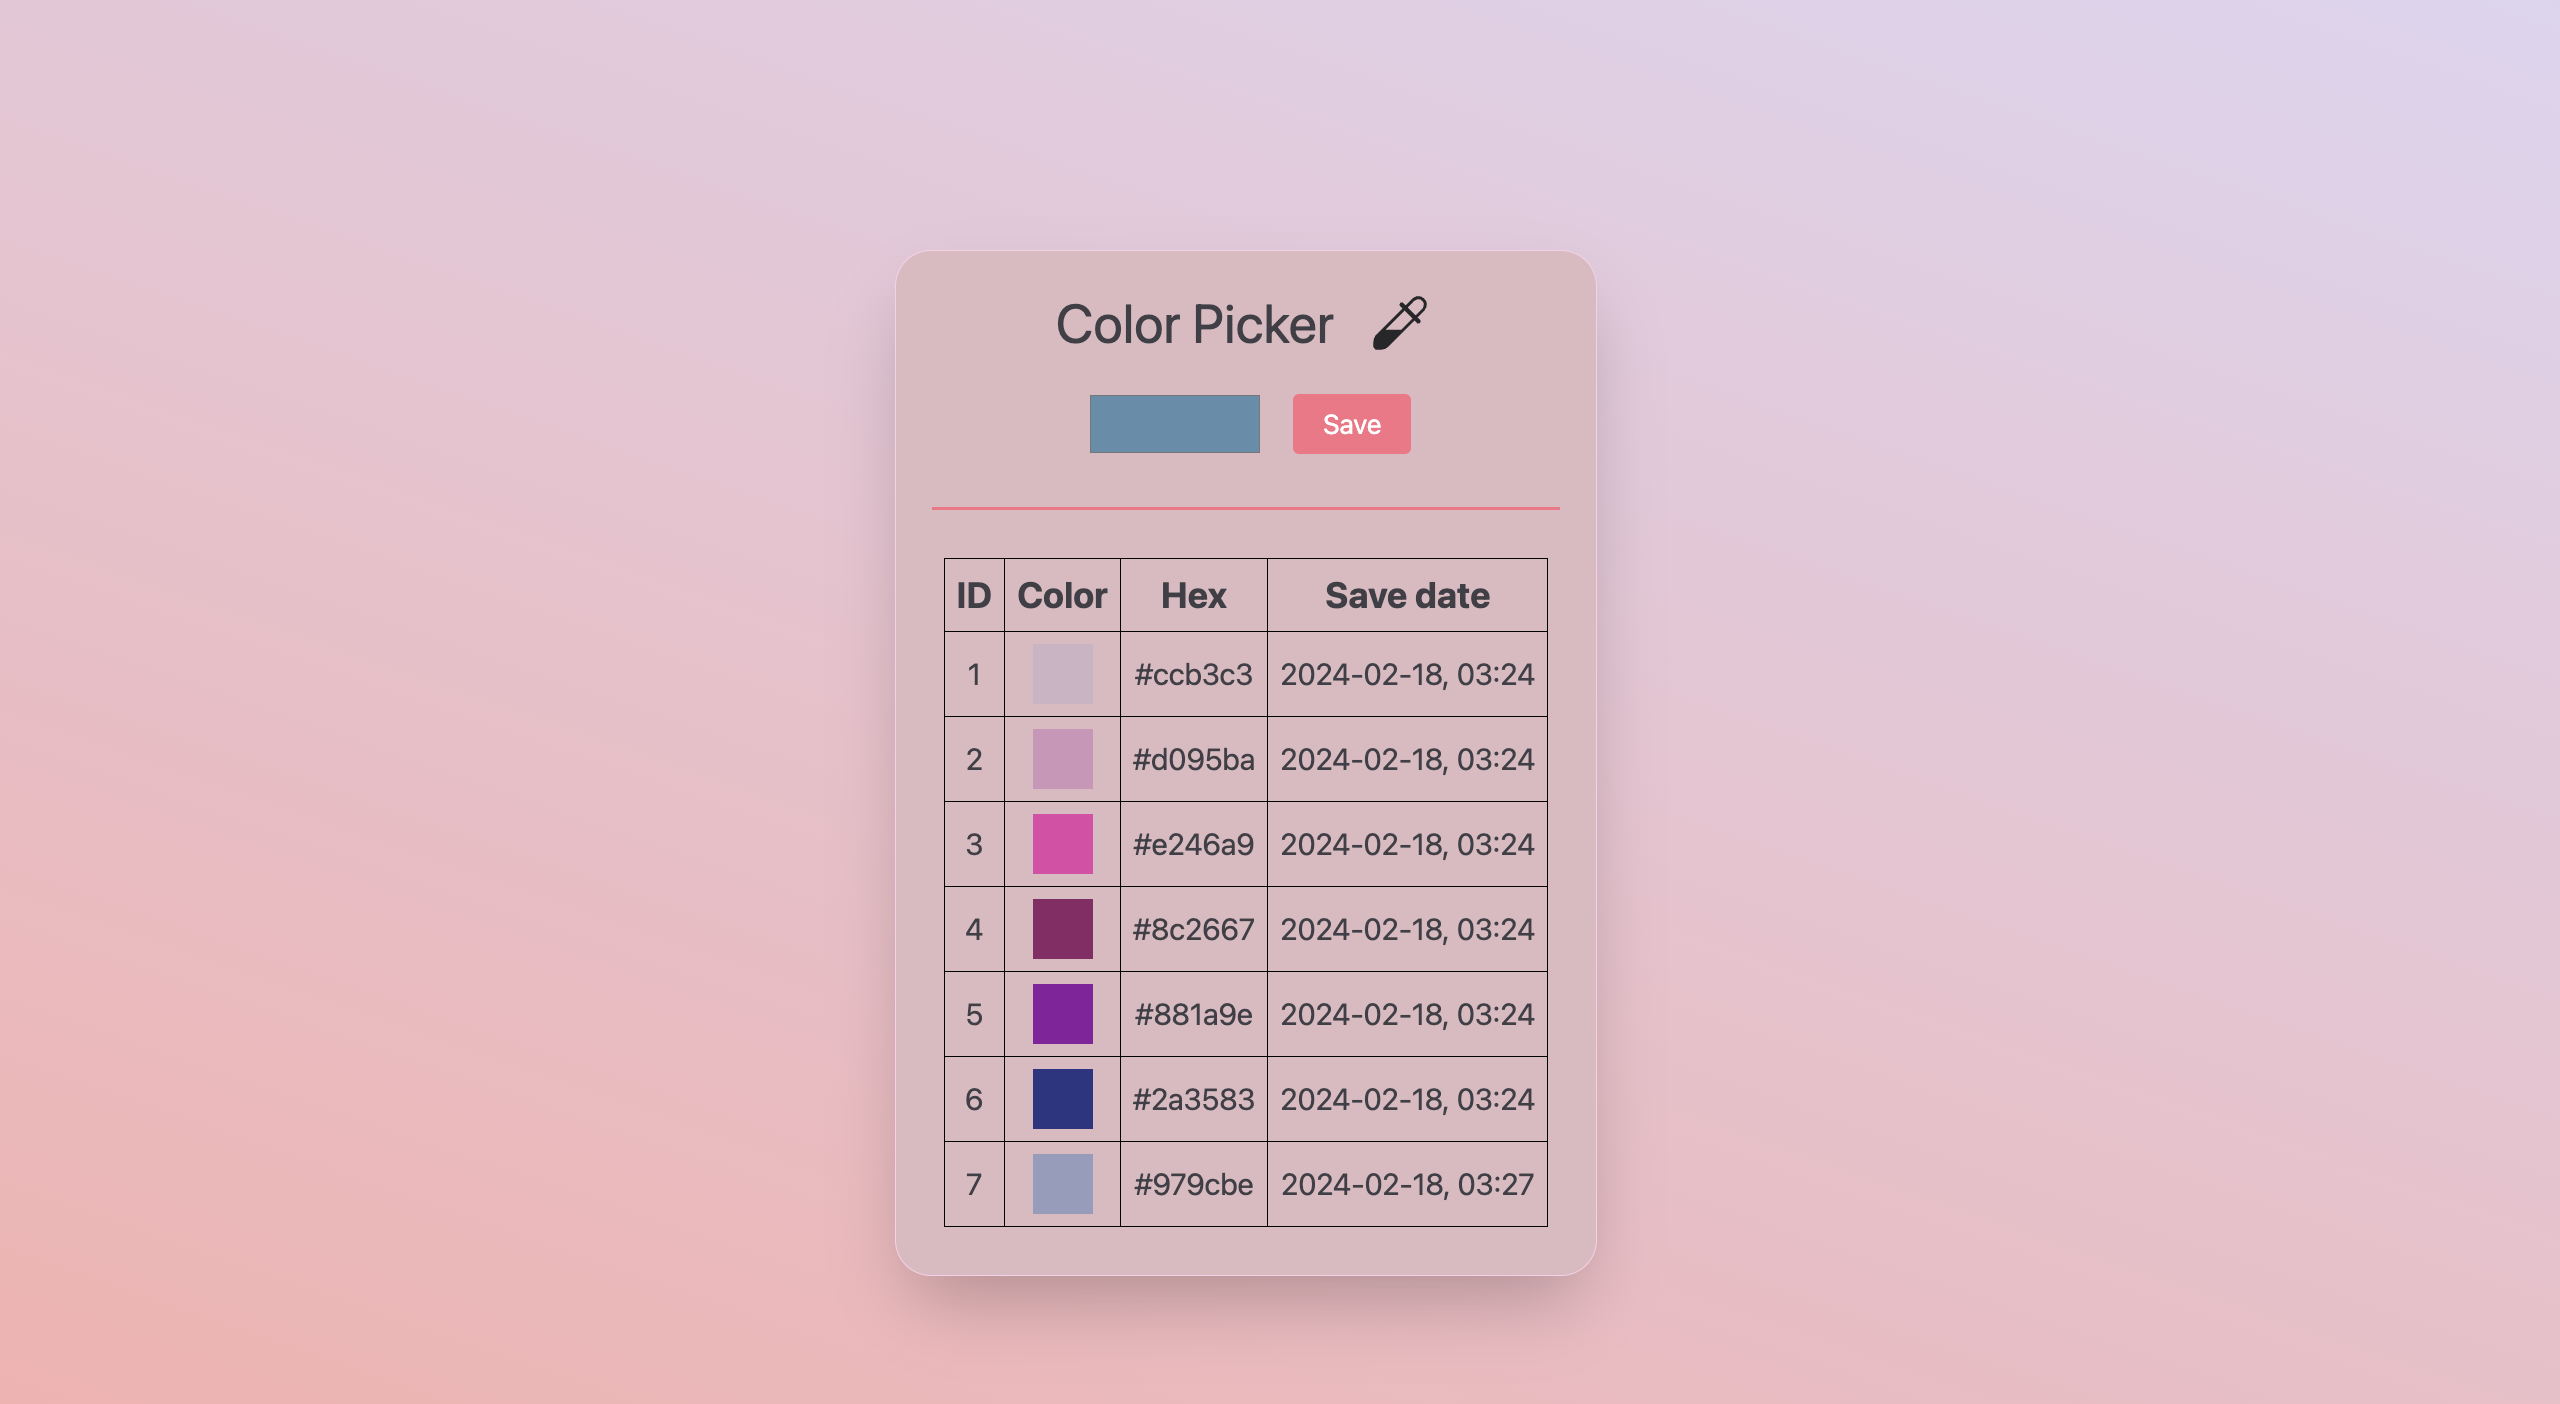 Color Picker
Save
ID Color Hex Save date
1 #ccb3c3 2024-02-18, 03:24
2 #d095ba 2024-02-18, 03:24
3 #e246a9 2024-02-18, 03:24
4 #8c2667 2024-02-18, 03:24
5 #881a9e 2024-02-18, 03:24
6 #2a3583 2024-02-18, 03:24
7 #979cbe 2024-02-18, 03:27